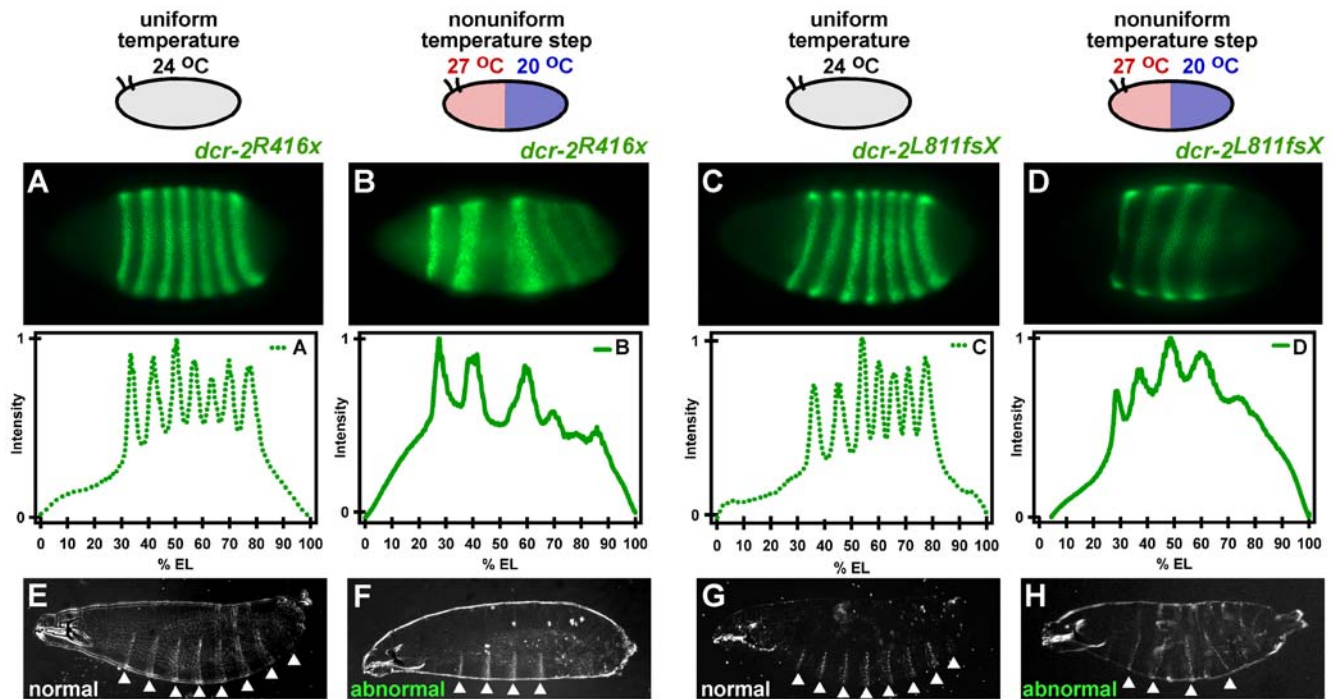 uniform
temperature
24 °C
nonuniform
temperature step
27 °C 20 °C
uniform
temperature
24 °C
nonuniform
temperature step
27 °C 20 °C
dcr-2R416x
dcr-2R416x
dcr-2L811fsX
dcr-2L811fsX
A
B
C
D
1
Intensity
0
A
0 10 20 30 40 50 60 70 80 90 100
% EL
1
Intensity
0
B
0 10 20 30 40 50 60 70 80 90 100
% EL
1
Intensity
0
C
0 10 20 30 40 50 60 70 80 90 100
% EL
1
Intensity
0
D
0 10 20 30 40 50 60 70 80 90 100
% EL
E
normal
F
abnormal
G
normal
H
abnormal